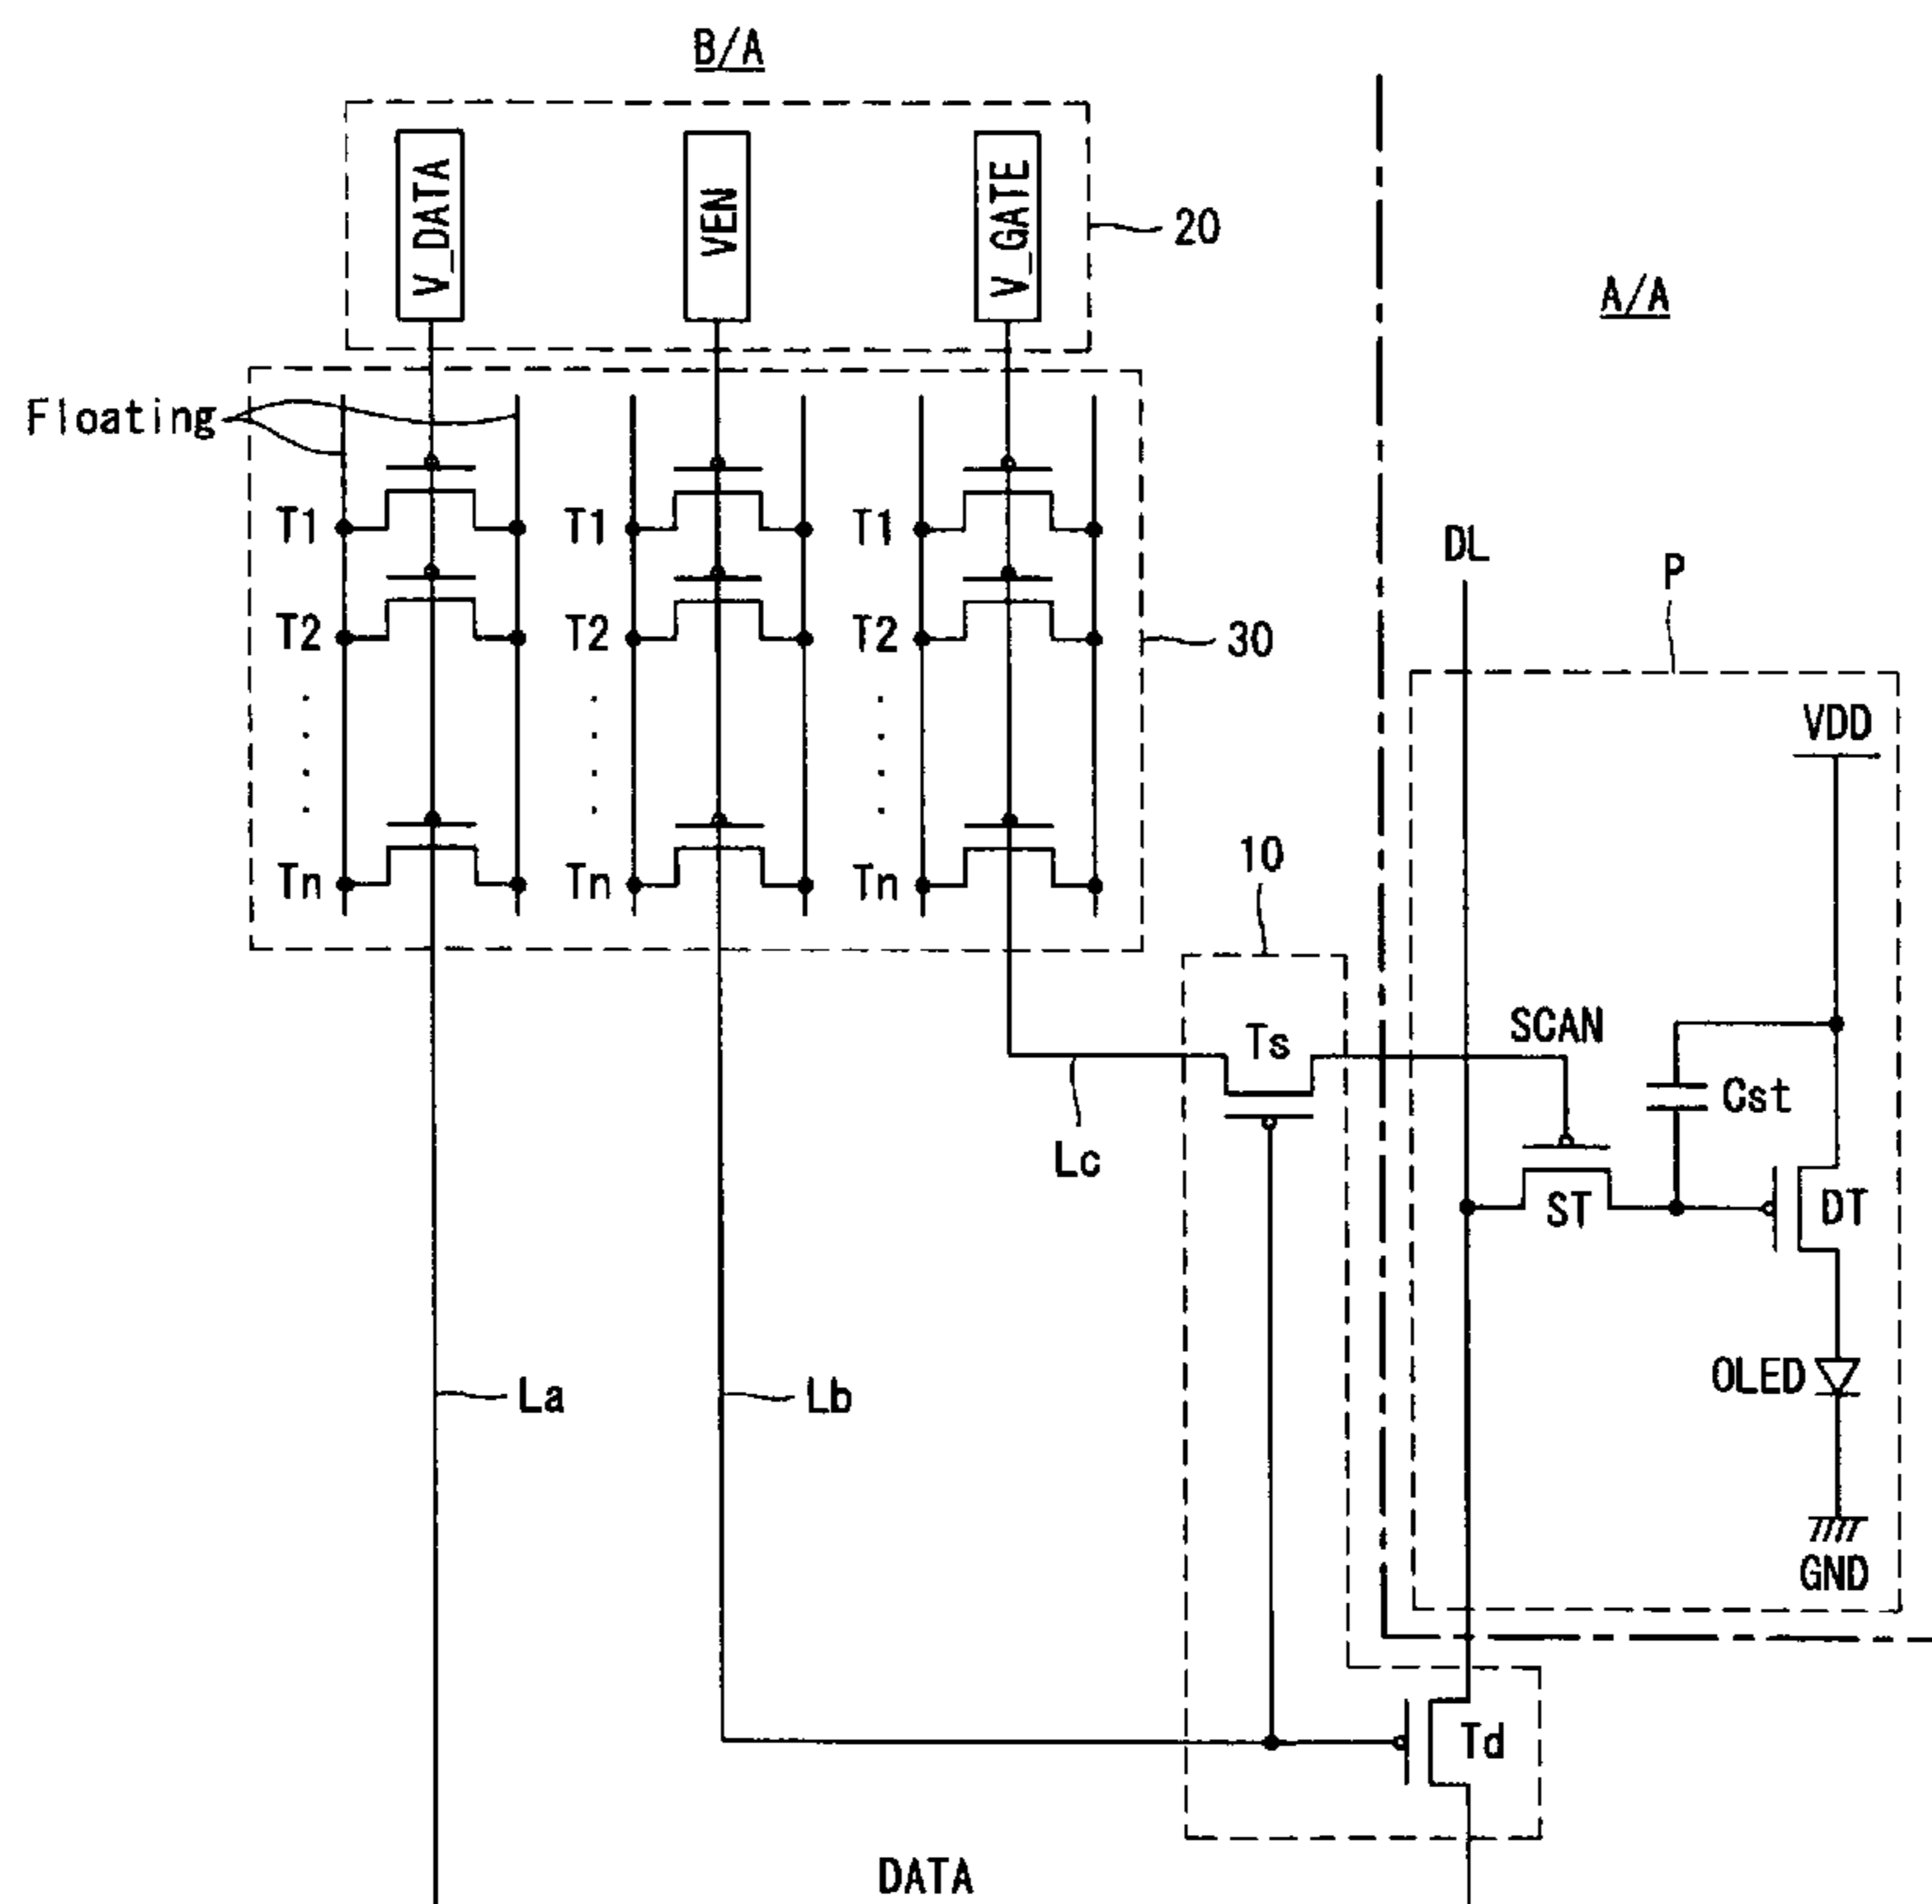 B/A
V_DATA
VEN
V_GATE
20
A/A
Floating
T1
T1
T1
DL
P
T2
T2
T2
30
VDD
10
Tn
Tn
Tn
SCAN
Ts
Cst
Lc
ST
DT
OLED
La
Lb
GND
Td
DATA